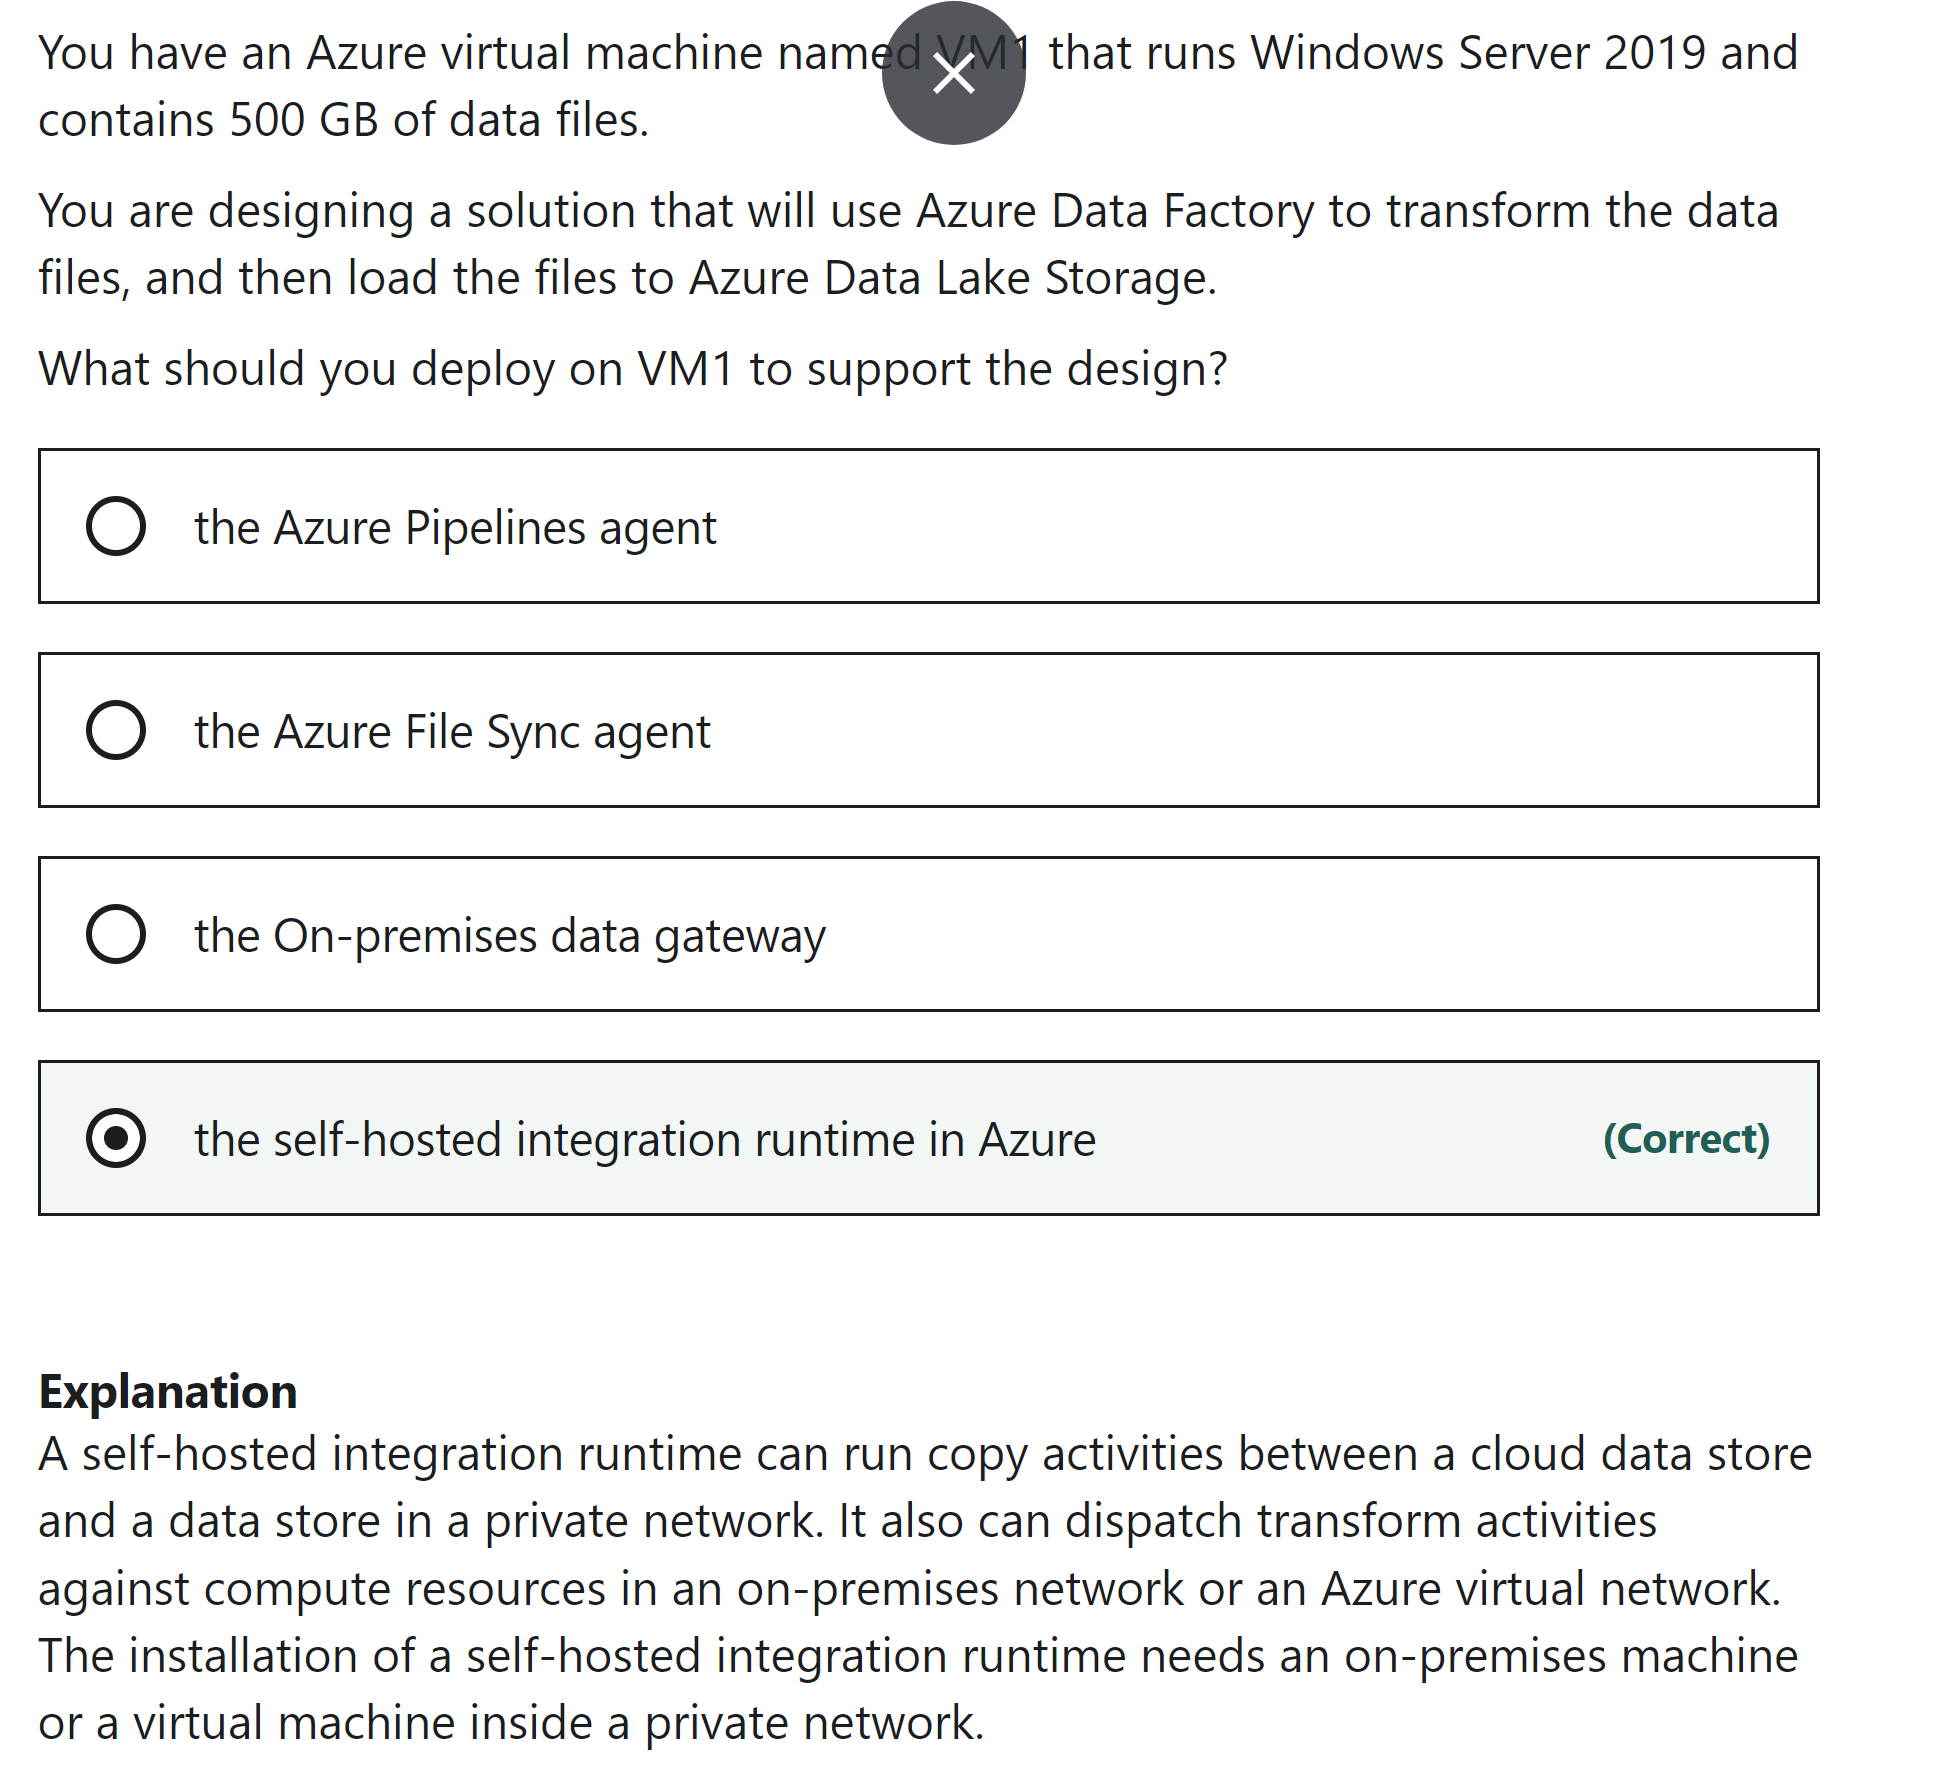 You have an Azure virtual machine named VM1 that runs Windows Server 2019 and
contains 500 GB of data files.
You are designing a solution that will use Azure Data Factory to transform the data
files, and then load the files to Azure Data Lake Storage.
What should you deploy on VM1 to support the design?
the Azure Pipelines agent
the Azure File Sync agent
the On-premises data gateway
the self-hosted integration runtime in Azure (Correct)
Explanation
A self-hosted integration runtime can run copy activities between a cloud data store
and a data store in a private network. It also can dispatch transform activities
against compute resources in an on-premises network or an Azure virtual network.
The installation of a self-hosted integration runtime needs an on-premises machine
or a virtual machine inside a private network.